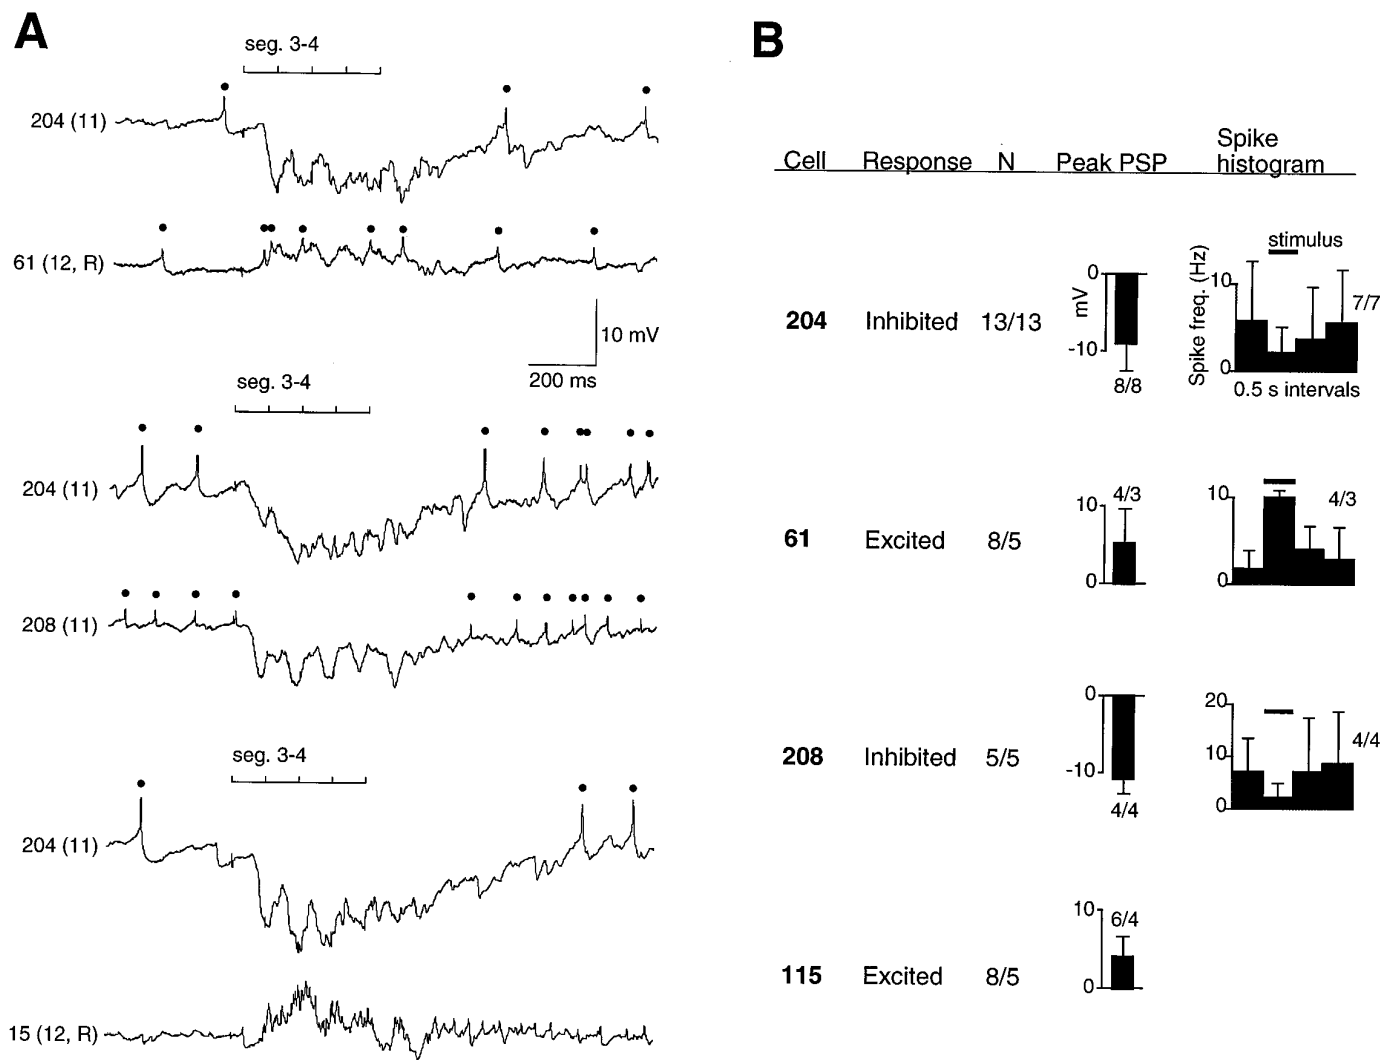 A
seg. 3-4
204 (11)
61 (12, R)
10 mV
200 ms
seg. 3-4
204 (11)
208 (11)
seg. 3-4
204 (11)
15 (12, R)
B
Cell Response N Peak PSP Spike histogram
204 Inhibited 13/13
0
mV
-10
8/8
stimulus
Spike freq. (Hz)
10
0
7/7
0.5 s intervals
61 Excited 8/5
10
0
4/3
10
0
4/3
208 Inhibited 5/5
0
-10
4/4
20
10
0
4/4
115 Excited 8/5
10
0
6/4